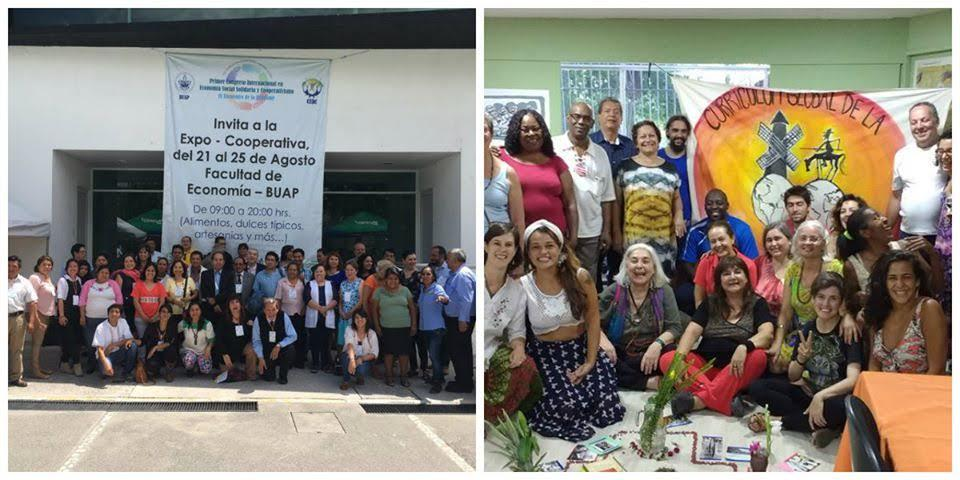 Primer Congreso Internacional en
Economía Social Solidaria y Cooperativismo
BUAP
Invita a la
Expo - Cooperativa,
del 21 al 25 de Agosto
Facultad de
Economía – BUAP
De 09:00 a 20:00 hrs.
(Alimentos, dulces típicos,
artesanías y más...)
CURRÍCULUM GLOBAL DE LA